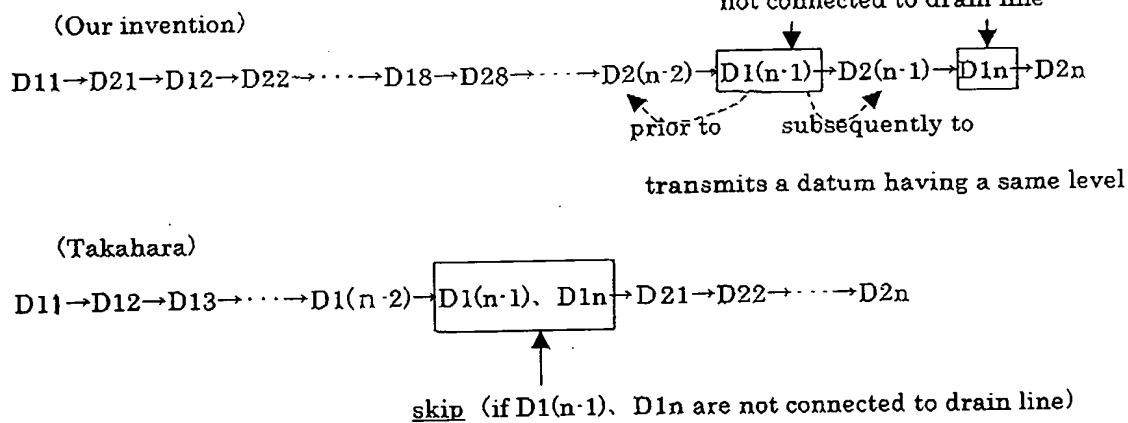 not connected to drain line
(Our invention)
D11→D21→D12→D22→·····→D18→D28→·····→D2(n-2)→D1(n-1)→D2(n-1)→D1n→D2n
prior to subsequently to
transmits a datum having a same level
(Takahara)
D11→D12→D13→·····→D1(n-2)→D1(n-1)、D1n→D21→D22→·····→D2n
skip (if D1(n-1)、D1n are not connected to drain line)